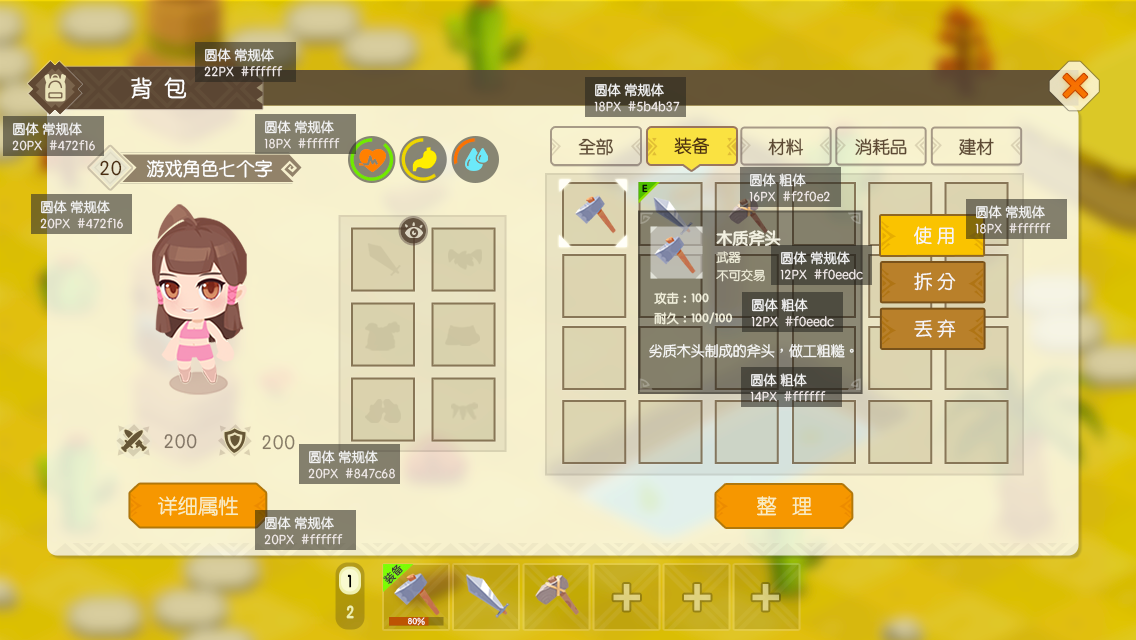 圆体 常规体
22PX #ffffff
背 包
圆体 常规体
18PX #5b4b37
圆体 常规体
20PX #472f16
圆体 常规体
18PX #ffffff
20
游戏角色七个字
全部
装备
材料
消耗品
建材
圆体 常规体
20PX #472f16
圆体 粗体
16PX #f2f0e2
E
圆体 常规体
18PX #ffffff
使 用
木质斧头
武器
不可交易
圆体 常规体
12PX #f0eedc
拆 分
攻击：100
耐久：100/100
圆体 粗体
12PX #f0eedc
丢 弃
劣质木头制成的斧头，做工粗糙。
圆体 粗体
14PX #ffffff
200
200
圆体 常规体
20PX #847c68
详细属性
整 理
圆体 常规体
20PX #ffffff
1
2
装备
80%